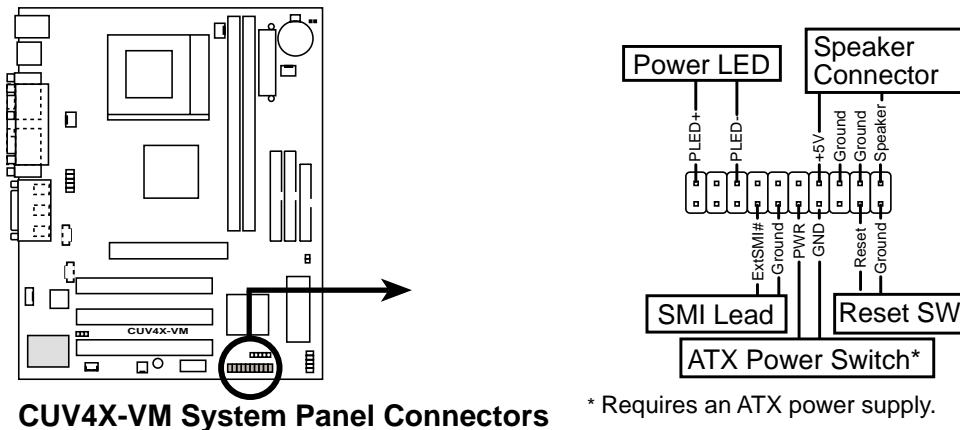 Power LED
Speaker
Connector
PLED+
PLED-
+5V
Ground
Ground
Speaker
ExtSMI#
Ground
PWR
GND
Reset
Ground
SMI Lead
Reset SW
ATX Power Switch*
CUV4X-VM
CUV4X-VM System Panel Connectors
* Requires an ATX power supply.